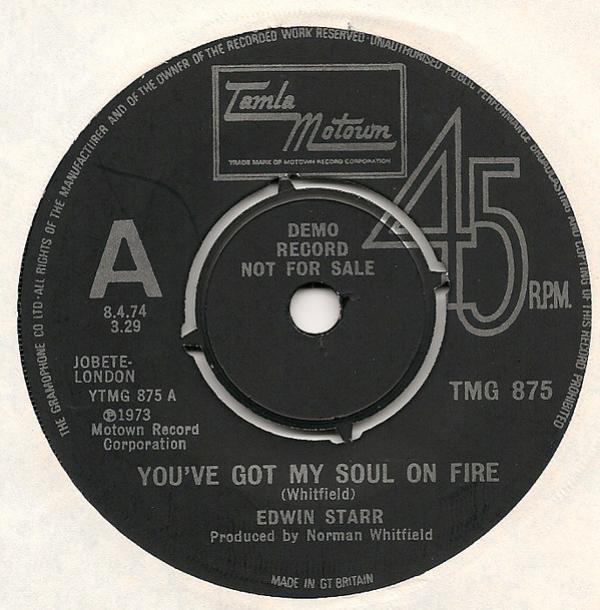 THE GRAMOPHONE CO LTD·ALL RIGHTS OF THE MANUFACTURER AND OF THE OWNER OF THE RECORDED WORK RESERVED·UNAUTHORISED PUBLIC PERFORMANCE BROADCASTING AND COPYING OF THIS RECORD PROHIBITED
Tamla
Motown
TRADE MARK OF MOTOWN RECORD CORPORATION
45
R.P.M.
DEMO
RECORD
NOT FOR SALE
A
8.4.74
3.29
JOBETE-
LONDON
YTMG 875 A
℗1973
Motown Record
Corporation
TMG 875
YOU'VE GOT MY SOUL ON FIRE
(Whitfield)
EDWIN STARR
Produced by Norman Whitfield
MADE IN GT BRITAIN